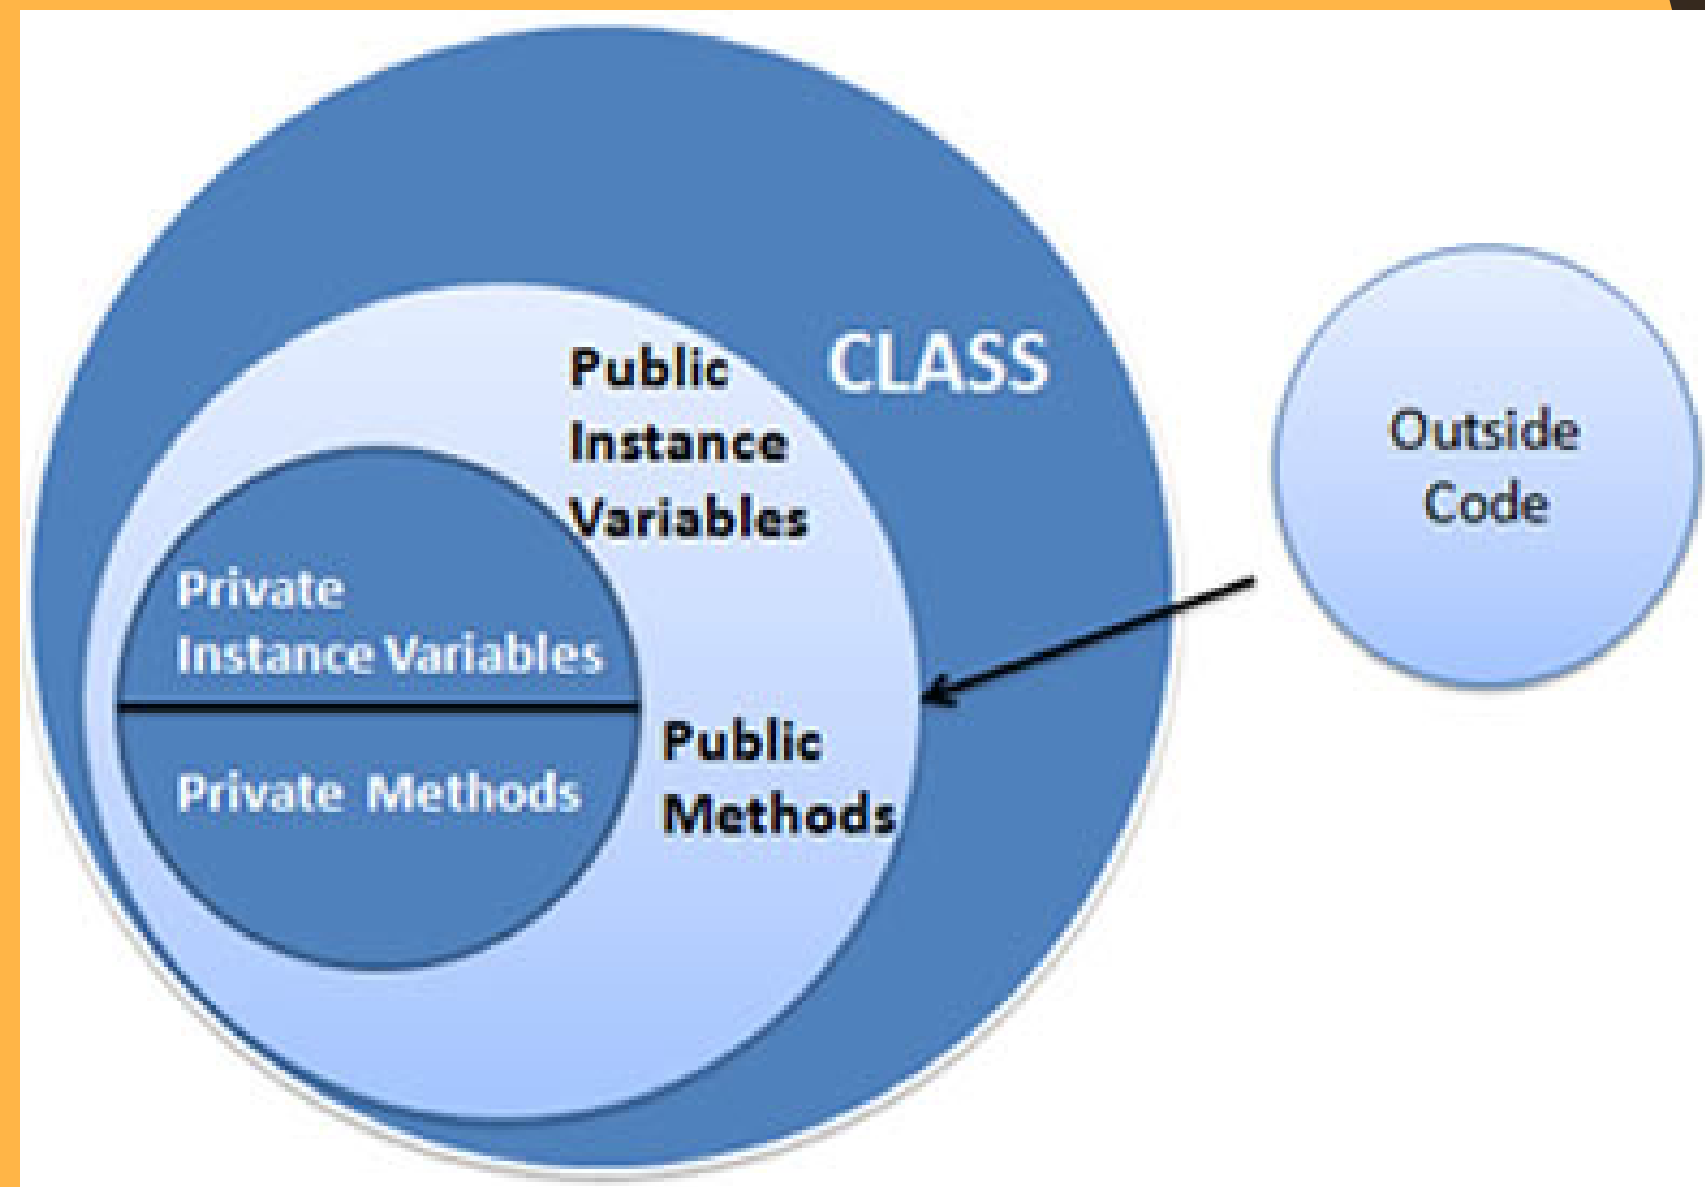 CLASS
Public
Instance
Variables
Private
Instance Variables
Private Methods
Public
Methods
Outside
Code